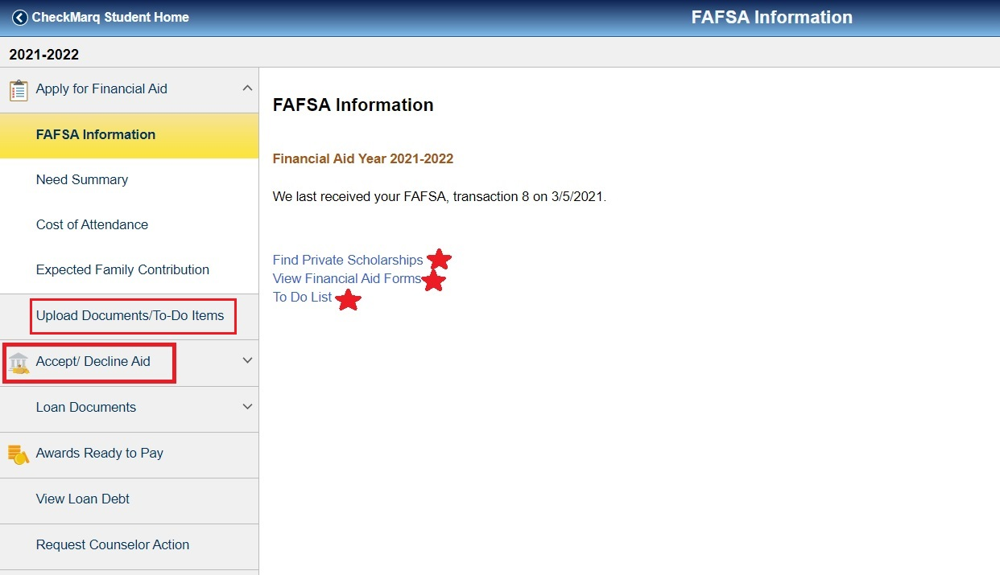 CheckMarq Student Home
FAFSA Information
2021-2022
Apply for Financial Aid
FAFSA Information
Need Summary
Cost of Attendance
Expected Family Contribution
Upload Documents/To-Do Items
Accept/ Decline Aid
Loan Documents
Awards Ready to Pay
View Loan Debt
Request Counselor Action
FAFSA Information
Financial Aid Year 2021-2022
We last received your FAFSA, transaction 8 on 3/5/2021.
Find Private Scholarships
View Financial Aid Forms
To Do List